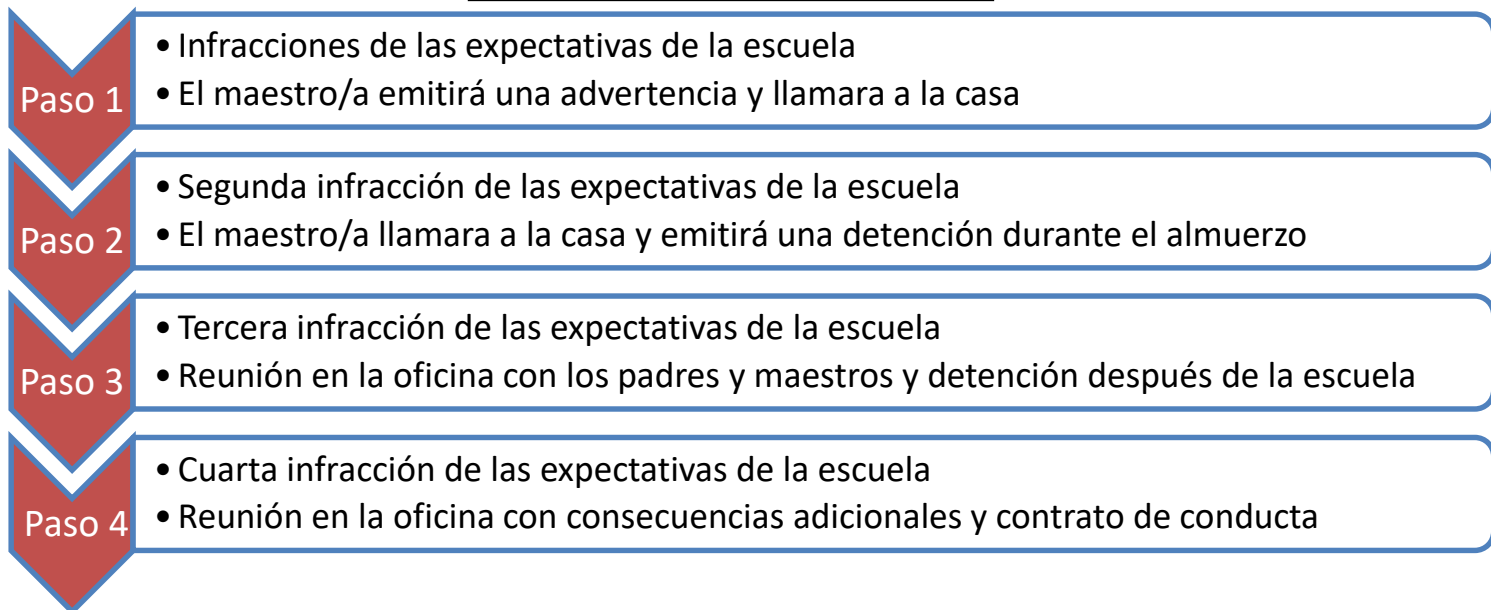 Paso 1
• Infracciones de las expectativas de la escuela
• El maestro/a emitirá una advertencia y llamara a la casa
Paso 2
• Segunda infracción de las expectativas de la escuela
• El maestro/a llamara a la casa y emitirá una detención durante el almuerzo
Paso 3
• Tercera infracción de las expectativas de la escuela
• Reunión en la oficina con los padres y maestros y detención después de la escuela
Paso 4
• Cuarta infracción de las expectativas de la escuela
• Reunión en la oficina con consecuencias adicionales y contrato de conducta